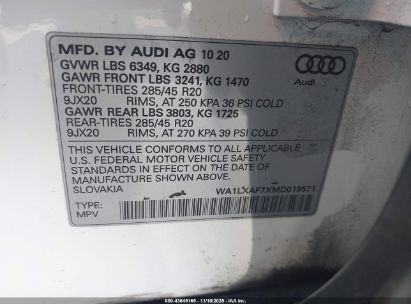 MFD. BY AUDI AG 10 20
GVWR LBS 6349, KG 2880
GAWR FRONT LBS 3241, KG 1470
FRONT-TIRES 285/45 R20
9JX20 RIMS, AT 250 KPA 36 PSI COLD
GAWR REAR LBS 3803, KG 1725
REAR-TIRES 285/45 R20
9JX20 RIMS, AT 270 KPA 39 PSI COLD
Audi
THIS VEHICLE CONFORMS TO ALL APPLICABLE
U.S. FEDERAL MOTOR VEHICLE SAFETY
STANDARDS IN EFFECT ON THE DATE OF
MANUFACTURE SHOWN ABOVE.
SLOVAKIA WA1LXAF7XMD019571
TYPE:
MPV